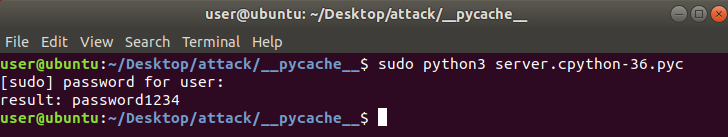 user@ubuntu: ~/Desktop/attack/__pycache__
File Edit View Search Terminal Help
user@ubuntu:~/Desktop/attack/__pycache__$ sudo python3 server.cpython-36.pyc
[sudo] password for user:
result: password1234
user@ubuntu:~/Desktop/attack/__pycache__$